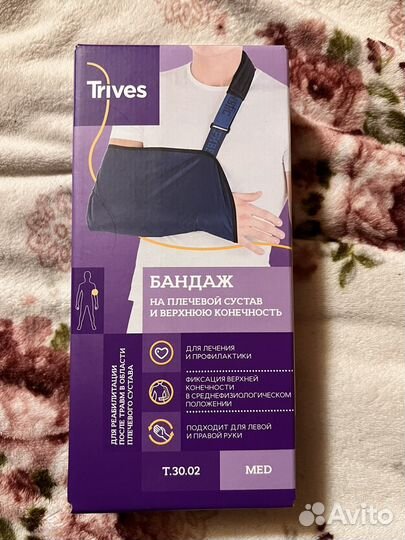 Trives
БАНДАЖ
НА ПЛЕЧЕВОЙ СУСТАВ
И ВЕРХНЮЮ КОНЕЧНОСТЬ
ДЛЯ ЛЕЧЕНИЯ
И ПРОФИЛАКТИКИ
ФИКСАЦИЯ ВЕРХНЕЙ
КОНЕЧНОСТИ
В СРЕДНЕФИЗИОЛОГИЧЕСКОМ
ПОЛОЖЕНИИ
ПОДХОДИТ ДЛЯ ЛЕВОЙ
И ПРАВОЙ РУКИ
ДЛЯ РЕАБИЛИТАЦИИ
ПОСЛЕ ТРАВМ В ОБЛАСТИ
ПЛЕЧЕВОГО СУСТАВА
Т.30.02
MED
Avito